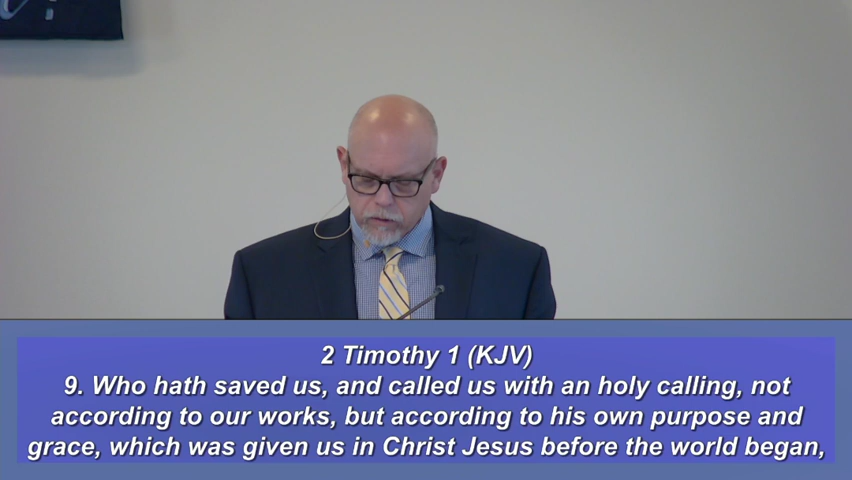 2 Timothy 1 (KJV)
9. Who hath saved us, and called us with an holy calling, not
according to our works, but according to his own purpose and
grace, which was given us in Christ Jesus before the world began,